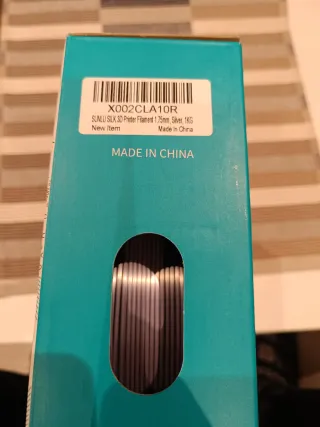 X002CLA10R
SUNLU SILK 3D Printer Filament 1.75mm, Silver, 1KG
New Item Made In China
MADE IN CHINA